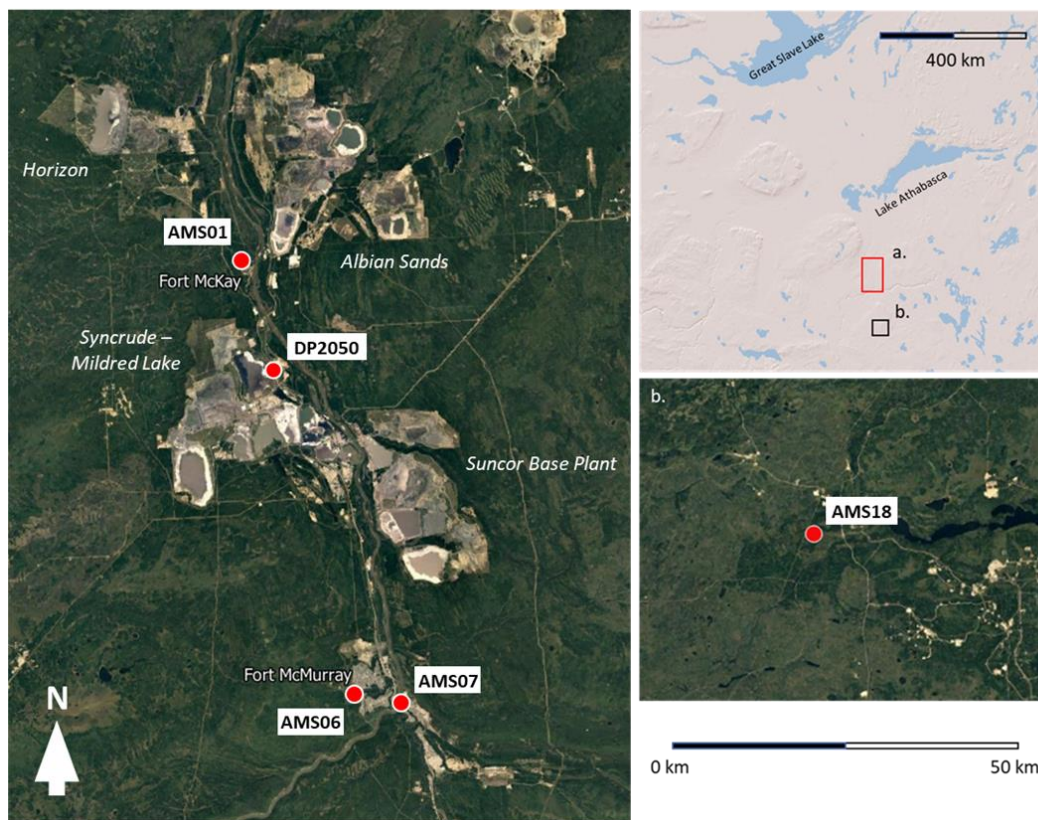 Horizon
AMS01
Fort McKay
Albian Sands
Syncrude –
Mildred Lake
DP2050
Suncor Base Plant
Fort McMurray
AMS07
AMS06
N
Great Slave Lake
400 km
Lake Athabasca
a.
b.
b.
AMS18
0 km
50 km